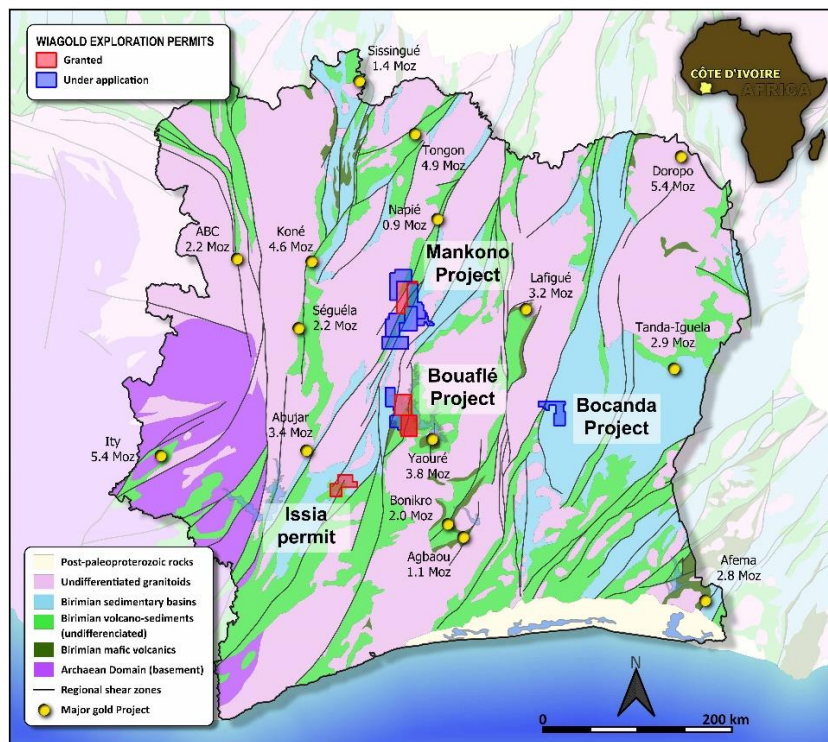 WIAGOLD EXPLORATION PERMITS
Granted
Under application
CÔTE D'IVOIRE
AFRICA
Sissingué
1.4 Moz
Tongon
4.9 Moz
Doropo
5.4 Moz
Napié
0.9 Moz
ABC
2.2 Moz
Koné
4.6 Moz
Mankono
Project
Lafigué
3.2 Moz
Séguéla
2.2 Moz
Tanda-Iguela
2.9 Moz
Bouaflé
Project
Bocanda
Project
Abujar
3.4 Moz
Ity
5.4 Moz
Yaouré
3.8 Moz
Issia
permit
Bonikro
2.0 Moz
Agbaou
1.1 Moz
Afema
2.8 Moz
Post-paleoproterozoic rocks
Undifferentiated granitoids
Birimian sedimentary basins
Birimian volcano-sediments
(undifferenciated)
Birimian mafic volcanics
Archaean Domain (basement)
Regional shear zones
Major gold Project
N
0
200 km